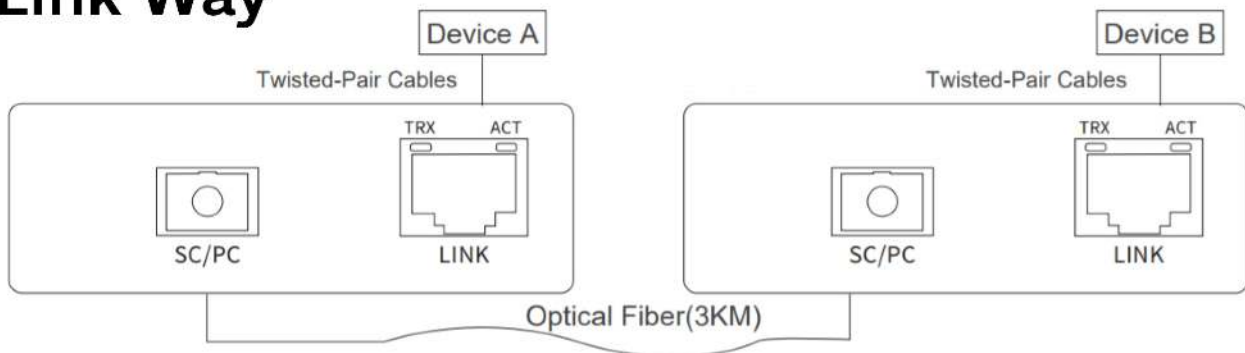 Link Way
Device A
Device B
Twisted-Pair Cables
Twisted-Pair Cables
TRX ACT
TRX ACT
SC/PC
LINK
SC/PC
LINK
Optical Fiber(3KM)